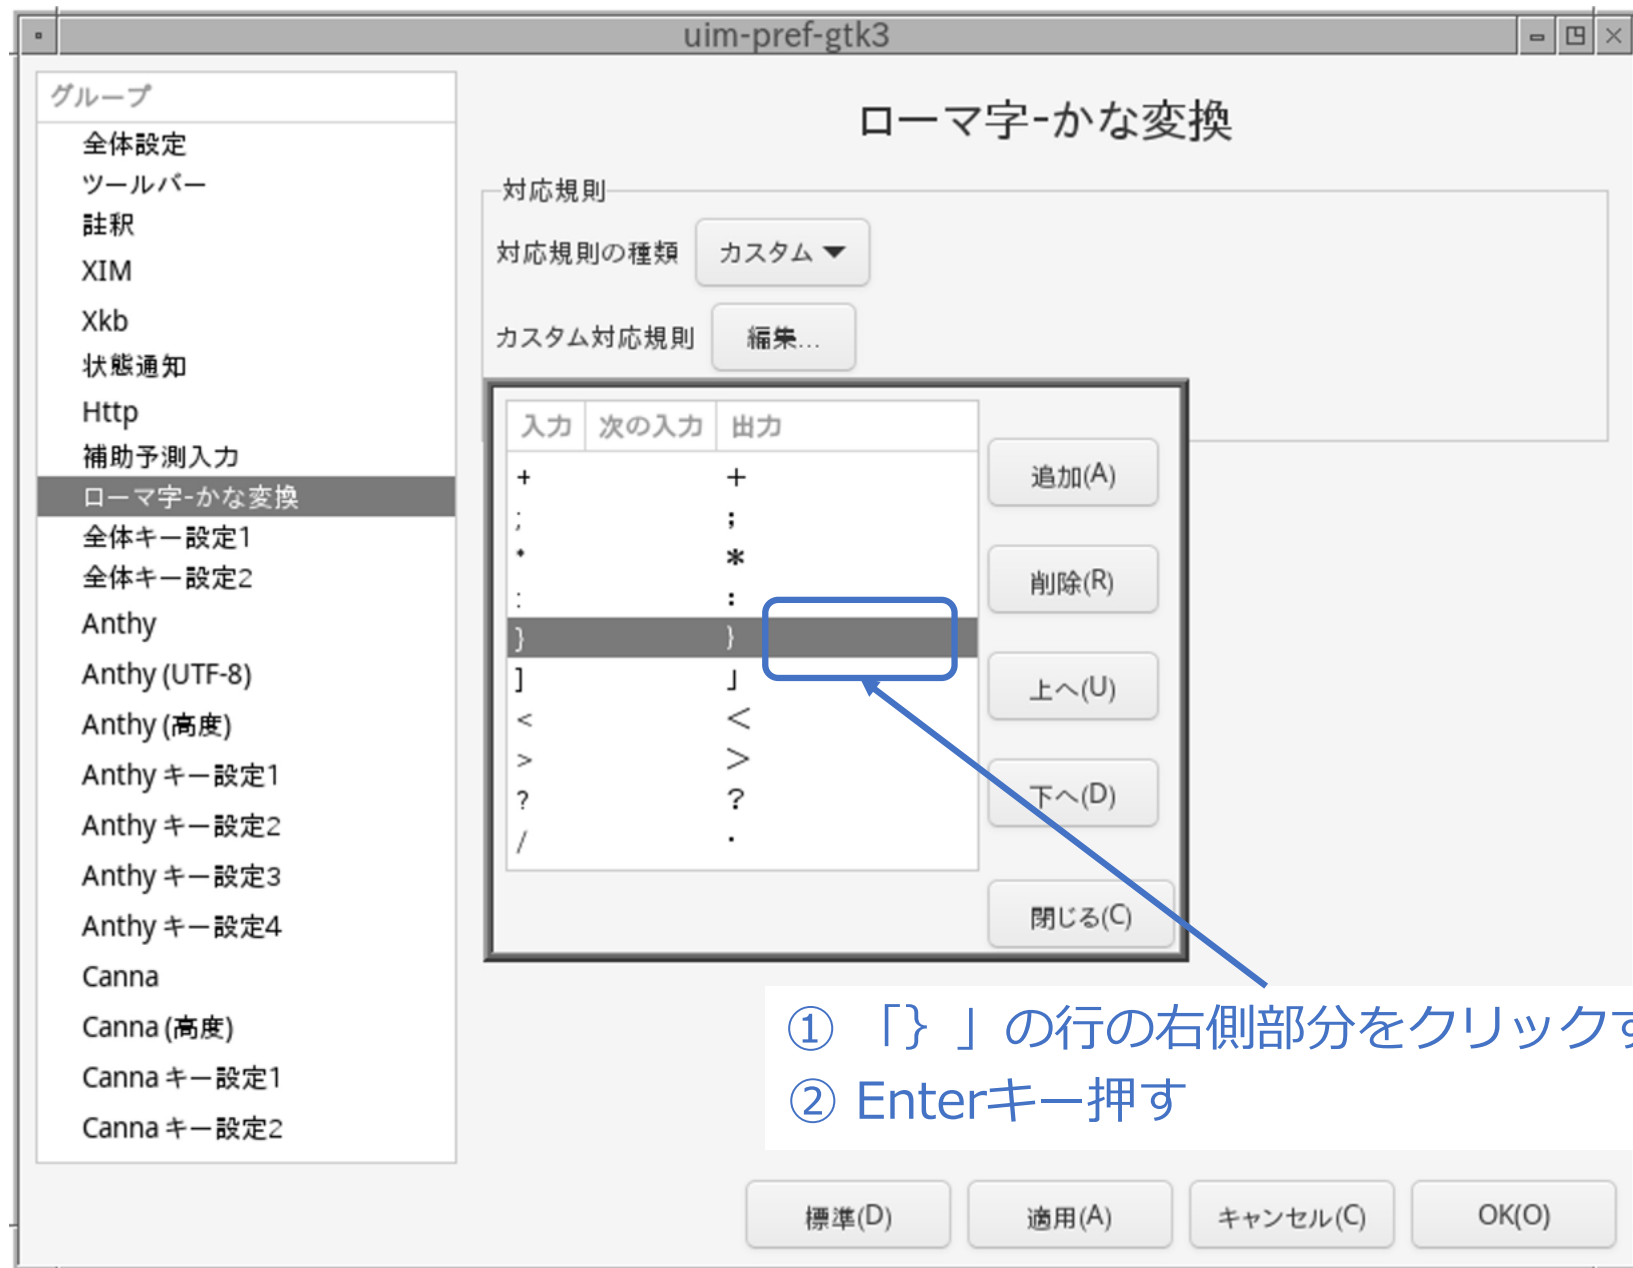 uim-pref-gtk3
グループ
全体設定
ツールバー
註釈
XIM
Xkb
状態通知
Http
補助予測入力
ローマ字-かな変換
全体キー設定1
全体キー設定2
Anthy
Anthy (UTF-8)
Anthy (高度)
Anthy キー設定1
Anthy キー設定2
Anthy キー設定3
Anthy キー設定4
Canna
Canna (高度)
Canna キー設定1
Canna キー設定2
ローマ字-かな変換
対応規則
対応規則の種類 カスタム
カスタム対応規則 編集...
入力 次の入力 出力
+ ＋
; ；
* ＊
: ：
} ｝
] 」
< ＜
> ＞
? ？
/ ・
追加(A)
削除(R)
上へ(U)
下へ(D)
閉じる(C)
① 「} 」の行の右側部分をクリックす
② Enterキー押す
標準(D) 適用(A) キャンセル(C) OK(O)